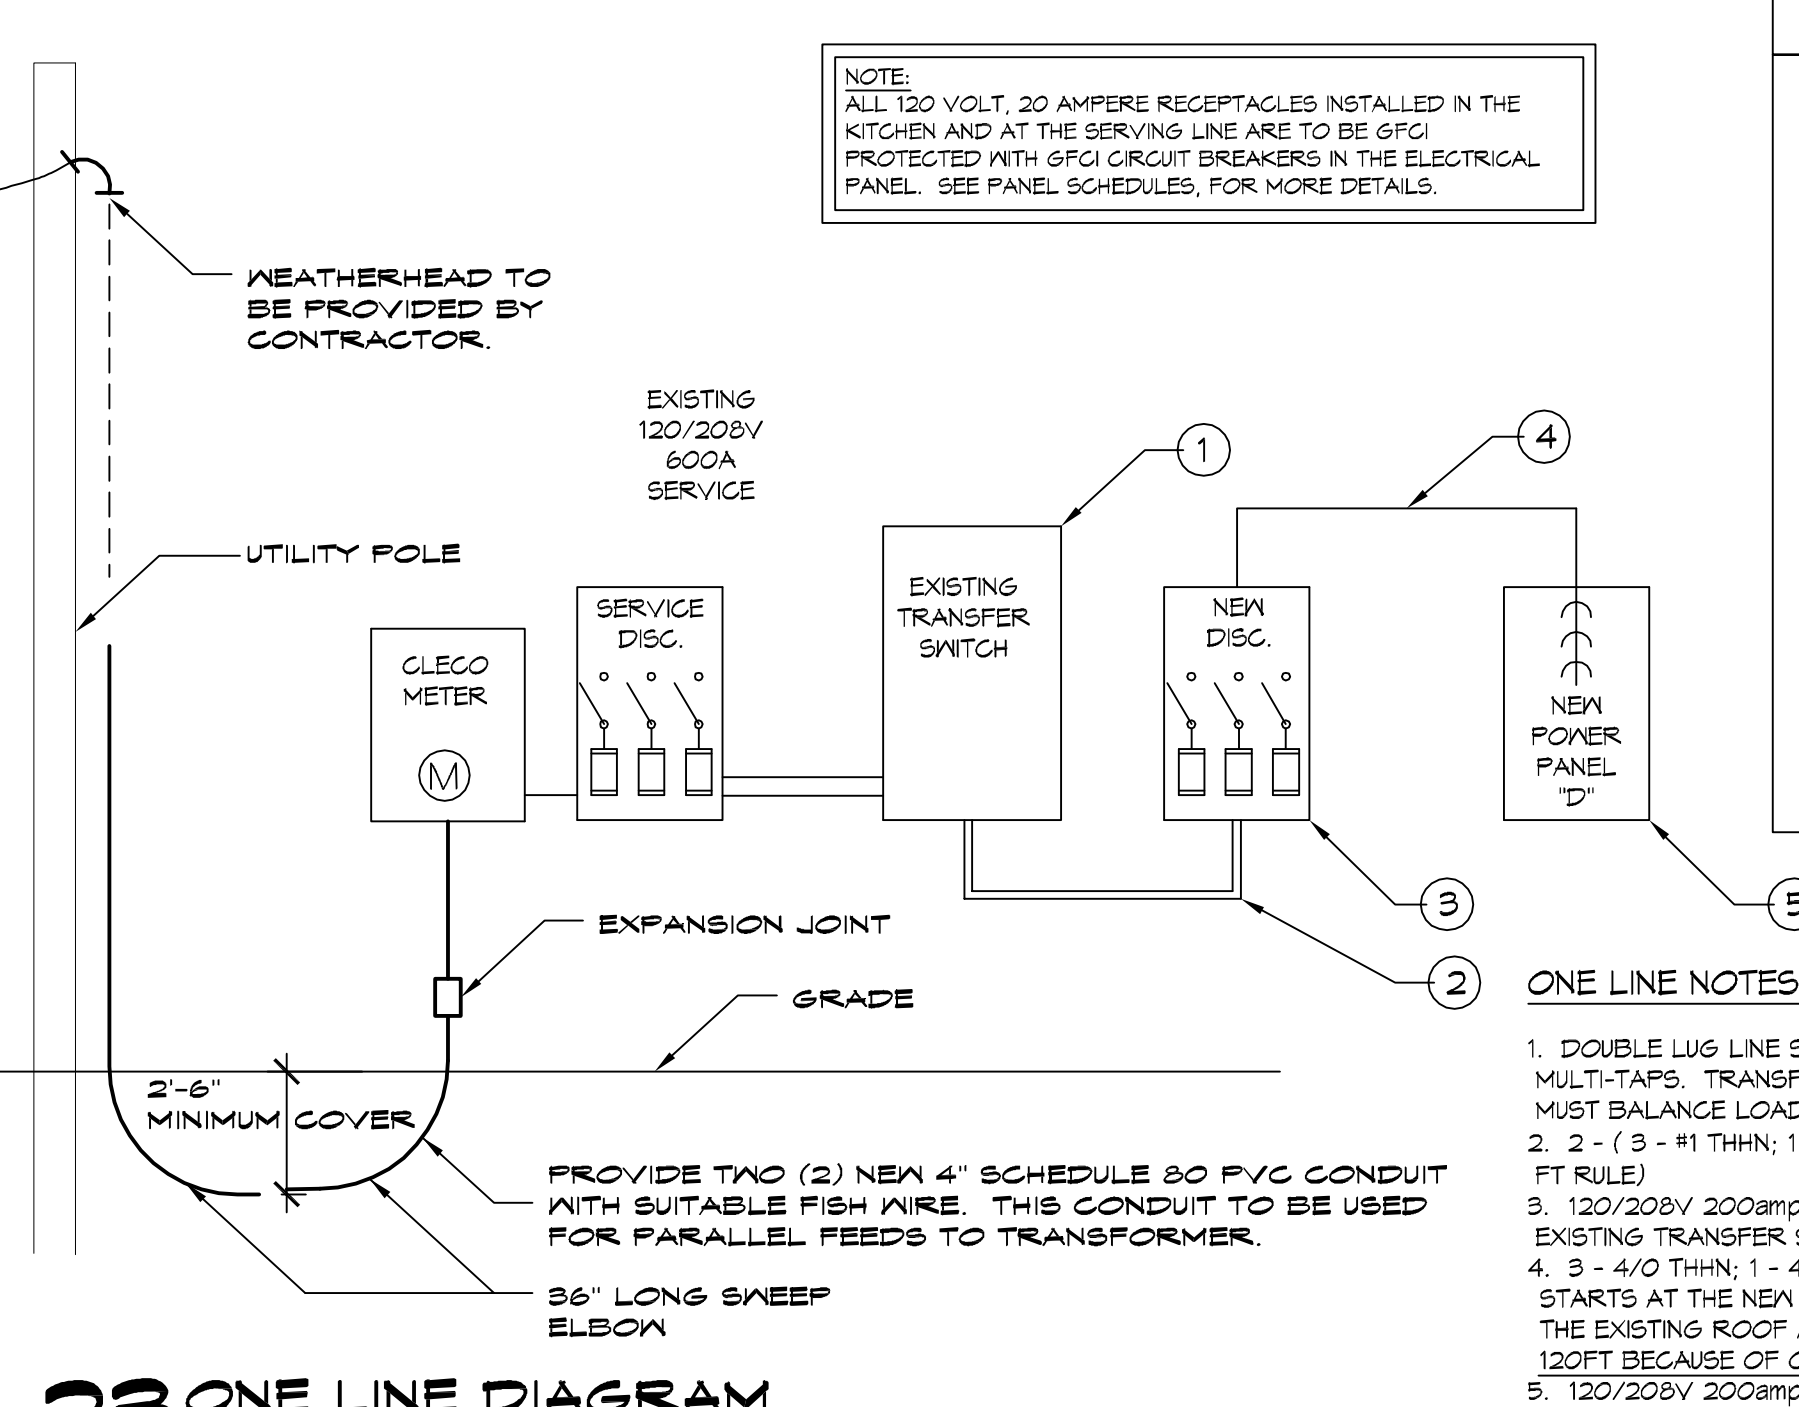 NOTE:
ALL 120 VOLT, 20 AMPERE RECEPTACLES INSTALLED IN THE
KITCHEN AND AT THE SERVING LINE ARE TO BE GFCI
PROTECTED WITH GFCI CIRCUIT BREAKERS IN THE ELECTRICAL
PANEL. SEE PANEL SCHEDULES, FOR MORE DETAILS.
WEATHERHEAD TO
BE PROVIDED BY
CONTRACTOR.
EXISTING
120/208V
600A
SERVICE
1
4
UTILITY POLE
CLECO
METER
M
SERVICE
DISC.
EXISTING
TRANSFER
SWITCH
NEW
DISC.
NEW
POWER
PANEL
"D"
3
5
2
EXPANSION JOINT
GRADE
2'-6"
MINIMUM COVER
PROVIDE TWO (2) NEW 4" SCHEDULE 80 PVC CONDUIT
WITH SUITABLE FISH WIRE. THIS CONDUIT TO BE USED
FOR PARALLEL FEEDS TO TRANSFORMER.
36" LONG SWEEP
ELBOW
ONE LINE NOTES
1. DOUBLE LUG LINE
MULTI-TAPS.
MUST BALANCE
2. 2 - ( 3 - #1 THHN; 1
FT RULE)
3. 120/208V 200amp
EXISTING TRANSFER
4. 3 - 4/0 THHN; 1 - 4
STARTS AT THE NEW
THE EXISTING ROOF
120FT BECAUSE OF
5. 120/208V 200amp
ONE LINE DIAGRAM